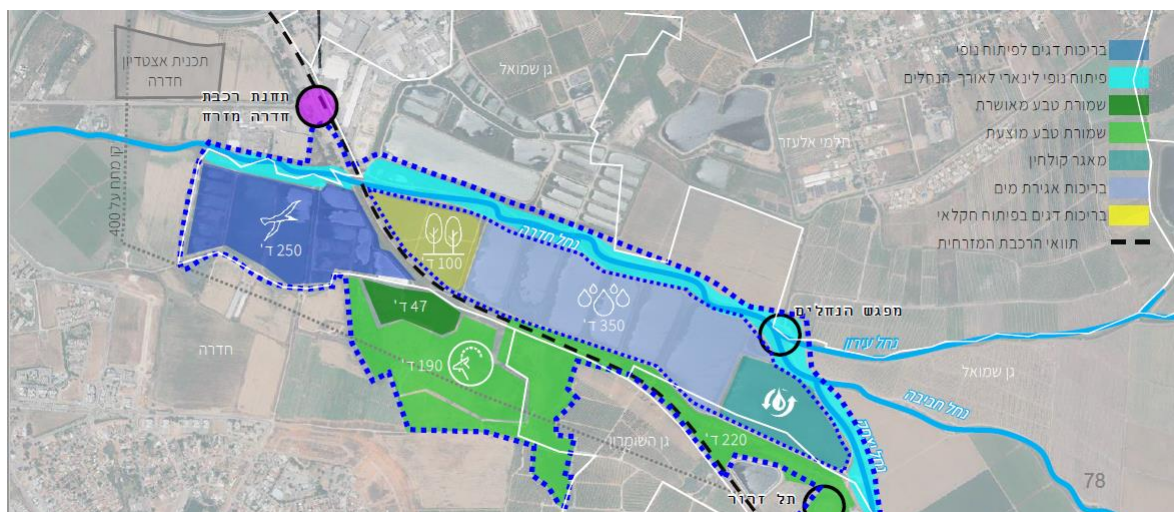 תכנית אצטדיון
חדרה
תחנת רכבת
חדרה מזרח
גן שמואל
תלמי אלעזר
קו מתח על 400
250 ד'
100 ד'
נחל חדרה
350 ד'
47 ד'
190 ד'
220 ד'
חדרה
גן השומרון
תל זהור
מפגש הנחלים
נחל עירון
גן שמואל
נחל חביבה
נחל יצחק
78
בריכות דגים לפיתוח נופי
פיתוח נופי לינארי לאורך הנחלים
שמורת טבע מאושרת
שמורת טבע מוצעת
מאגר קולחין
בריכות אגירת מים
בריכות דגים בפיתוח חקלאי
תוואי הרכבת המזרחית